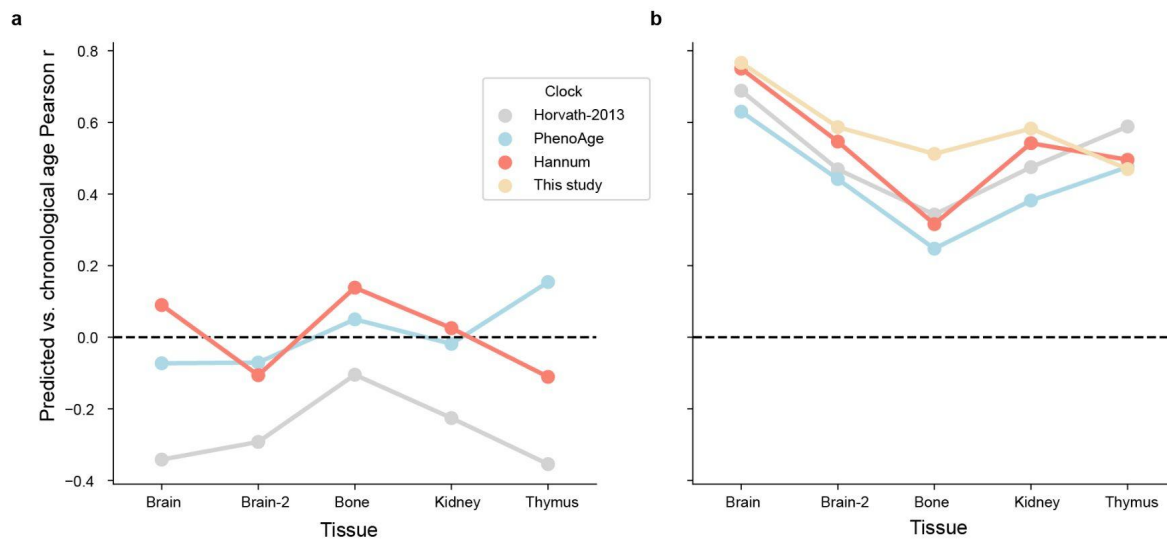 a
b
Predicted vs. chronological age Pearson r
0.8
0.6
0.4
0.2
0.0
−0.2
−0.4
Clock
Horvath-2013
PhenoAge
Hannum
This study
Brain
Brain-2
Bone
Kidney
Thymus
Tissue
Brain
Brain-2
Bone
Kidney
Thymus
Tissue